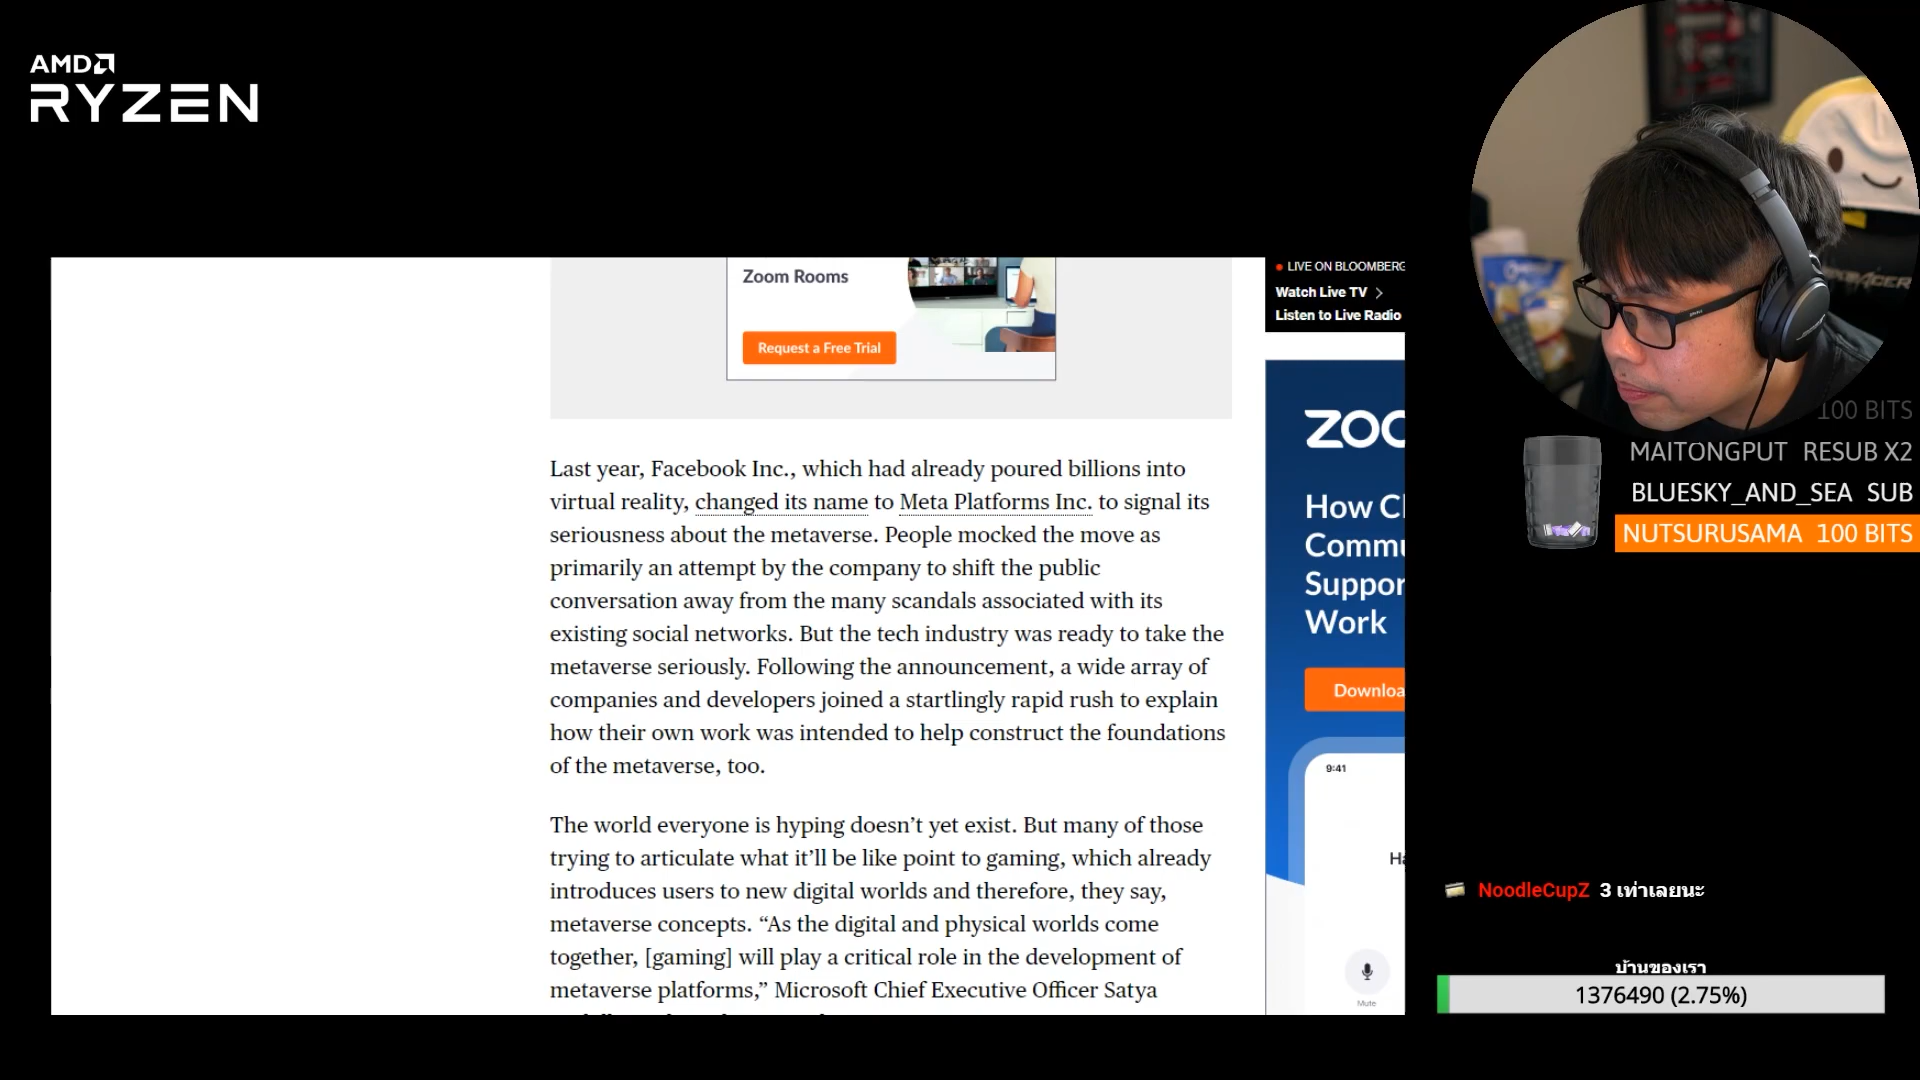 AMD
RYZEN
Zoom Rooms
Request a Free Trial
LIVE ON BLOOMBERG
Watch Live TV
Listen to Live Radio
Last year, Facebook Inc., which had already poured billions into
virtual reality, changed its name to Meta Platforms Inc. to signal its
seriousness about the metaverse. People mocked the move as
primarily an attempt by the company to shift the public
conversation away from the many scandals associated with its
existing social networks. But the tech industry was ready to take the
metaverse seriously. Following the announcement, a wide array of
companies and developers joined a startlingly rapid rush to explain
how their own work was intended to help construct the foundations
of the metaverse, too.
The world everyone is hyping doesn’t yet exist. But many of those
trying to articulate what it’ll be like point to gaming, which already
introduces users to new digital worlds and therefore, they say,
metaverse concepts. “As the digital and physical worlds come
together, [gaming] will play a critical role in the development of
metaverse platforms,” Microsoft Chief Executive Officer Satya
ZOO
How C
Comm
Suppor
Work
Downloa
9:41
Mute
100 BITS
MAITONGPUT RESUB X2
BLUESKY_AND_SEA SUB
NUTSURUSAMA 100 BITS
NoodleCupZ 3 เท่าเลยนะ
บ้านของเรา
1376490 (2.75%)